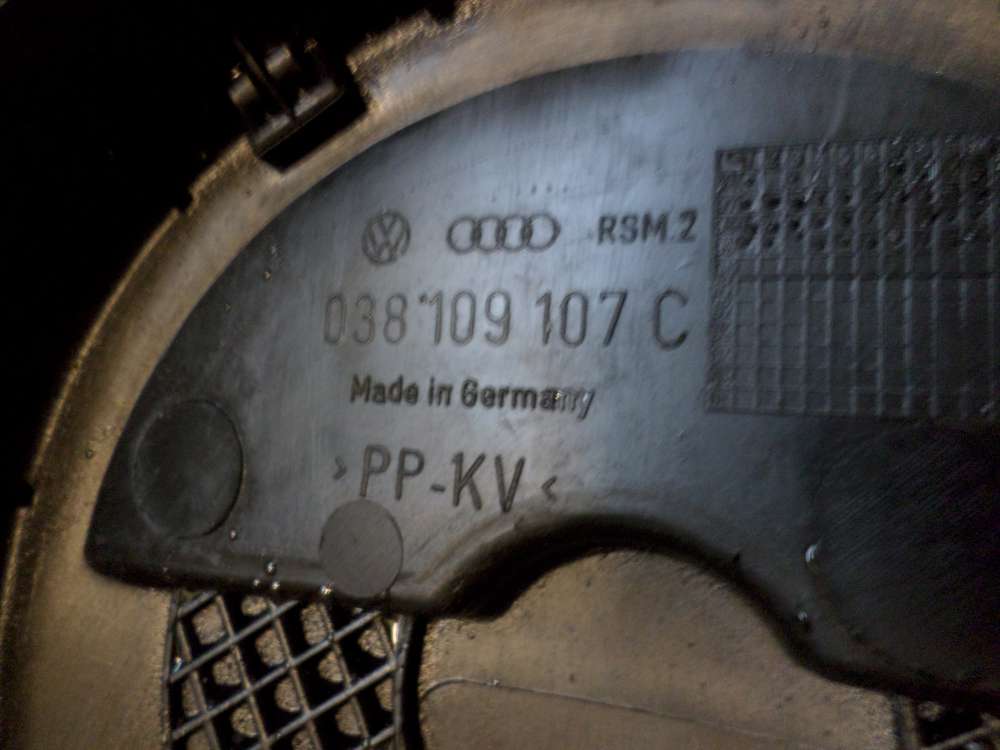 RSM.2
038 109 107 C
Made in Germany
>PP-KV<